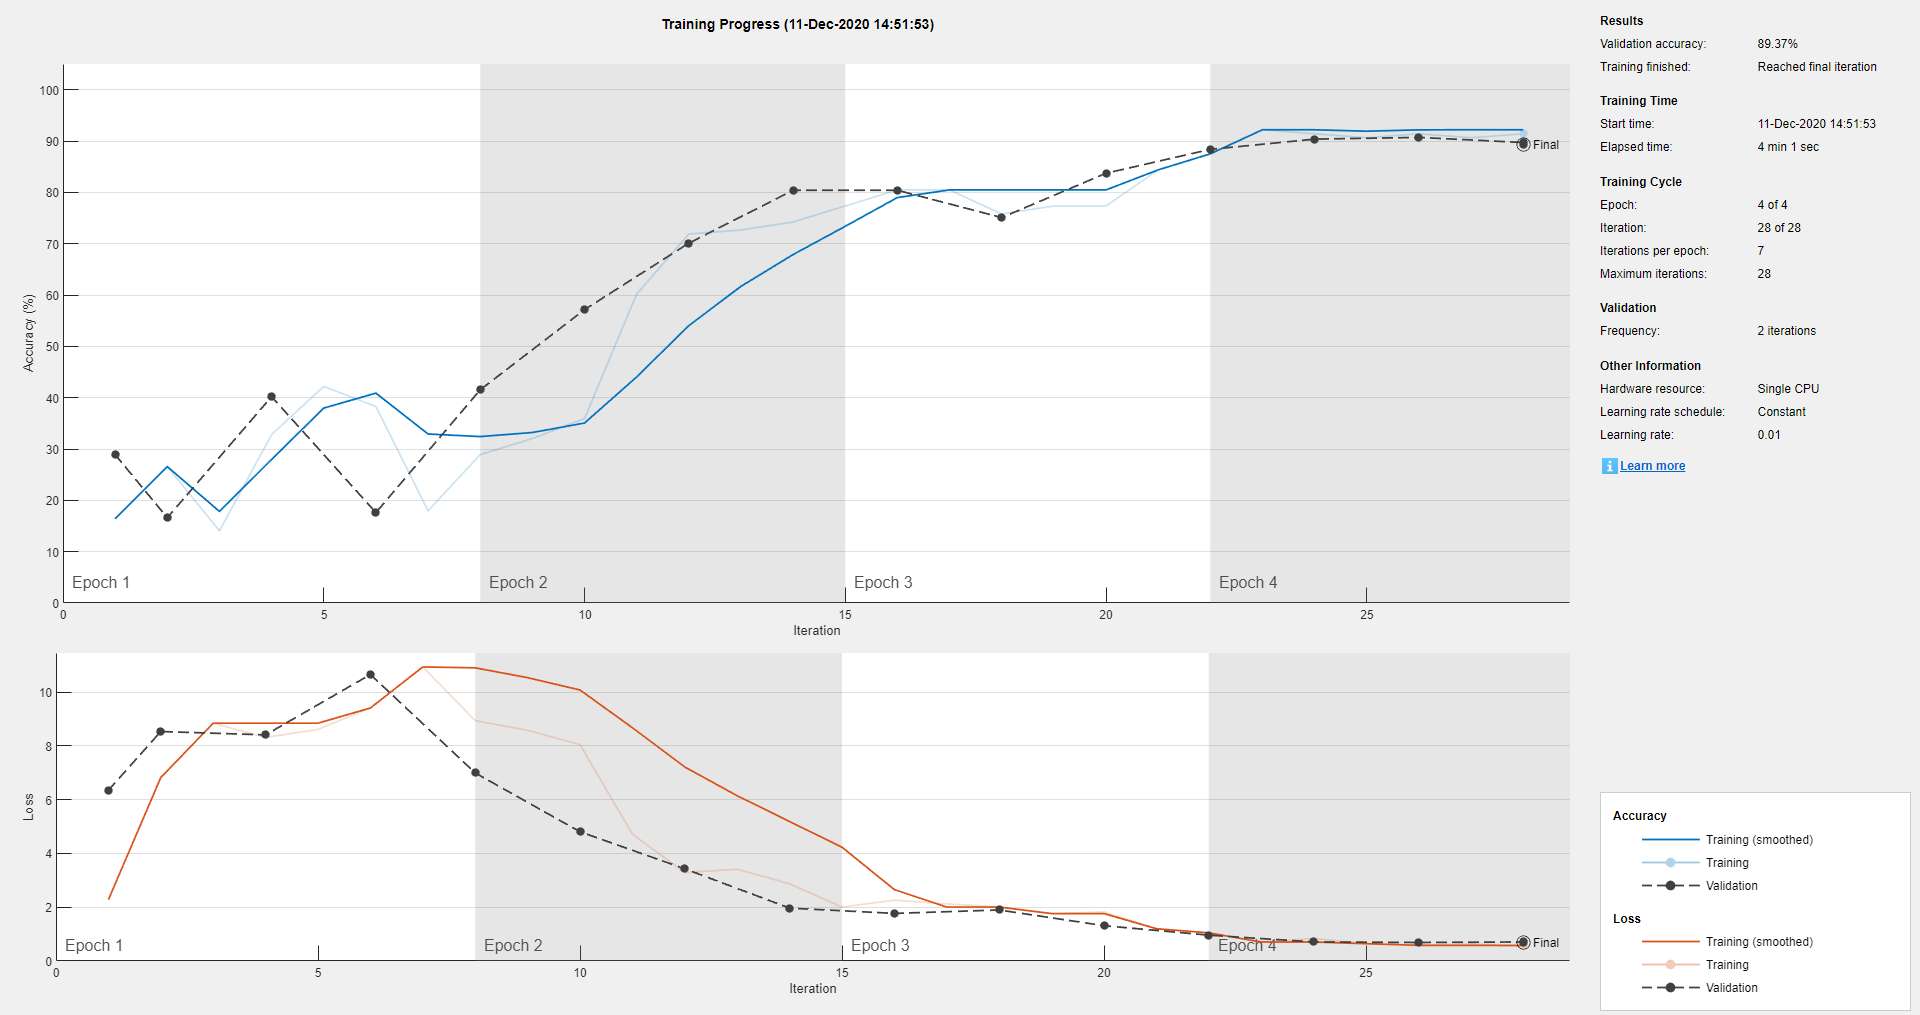 Training Progress (11-Dec-2020 14:51:53)
100
90
80
70
60
50
40
30
20
10
0
Accuracy (%)
Final
Epoch 1
Epoch 2
Epoch 3
Epoch 4
0 5 10 15 20 25
Iteration
10
8
6
4
2
0
Loss
Final
Epoch 1
Epoch 2
Epoch 3
Epoch 4
0 5 10 15 20 25
Iteration
Results
Validation accuracy: 89.37%
Training finished: Reached final iteration
Training Time
Start time: 11-Dec-2020 14:51:53
Elapsed time: 4 min 1 sec
Training Cycle
Epoch: 4 of 4
Iteration: 28 of 28
Iterations per epoch: 7
Maximum iterations: 28
Validation
Frequency: 2 iterations
Other Information
Hardware resource: Single CPU
Learning rate schedule: Constant
Learning rate: 0.01
i Learn more
Accuracy
Training (smoothed)
Training
Validation
Loss
Training (smoothed)
Training
Validation